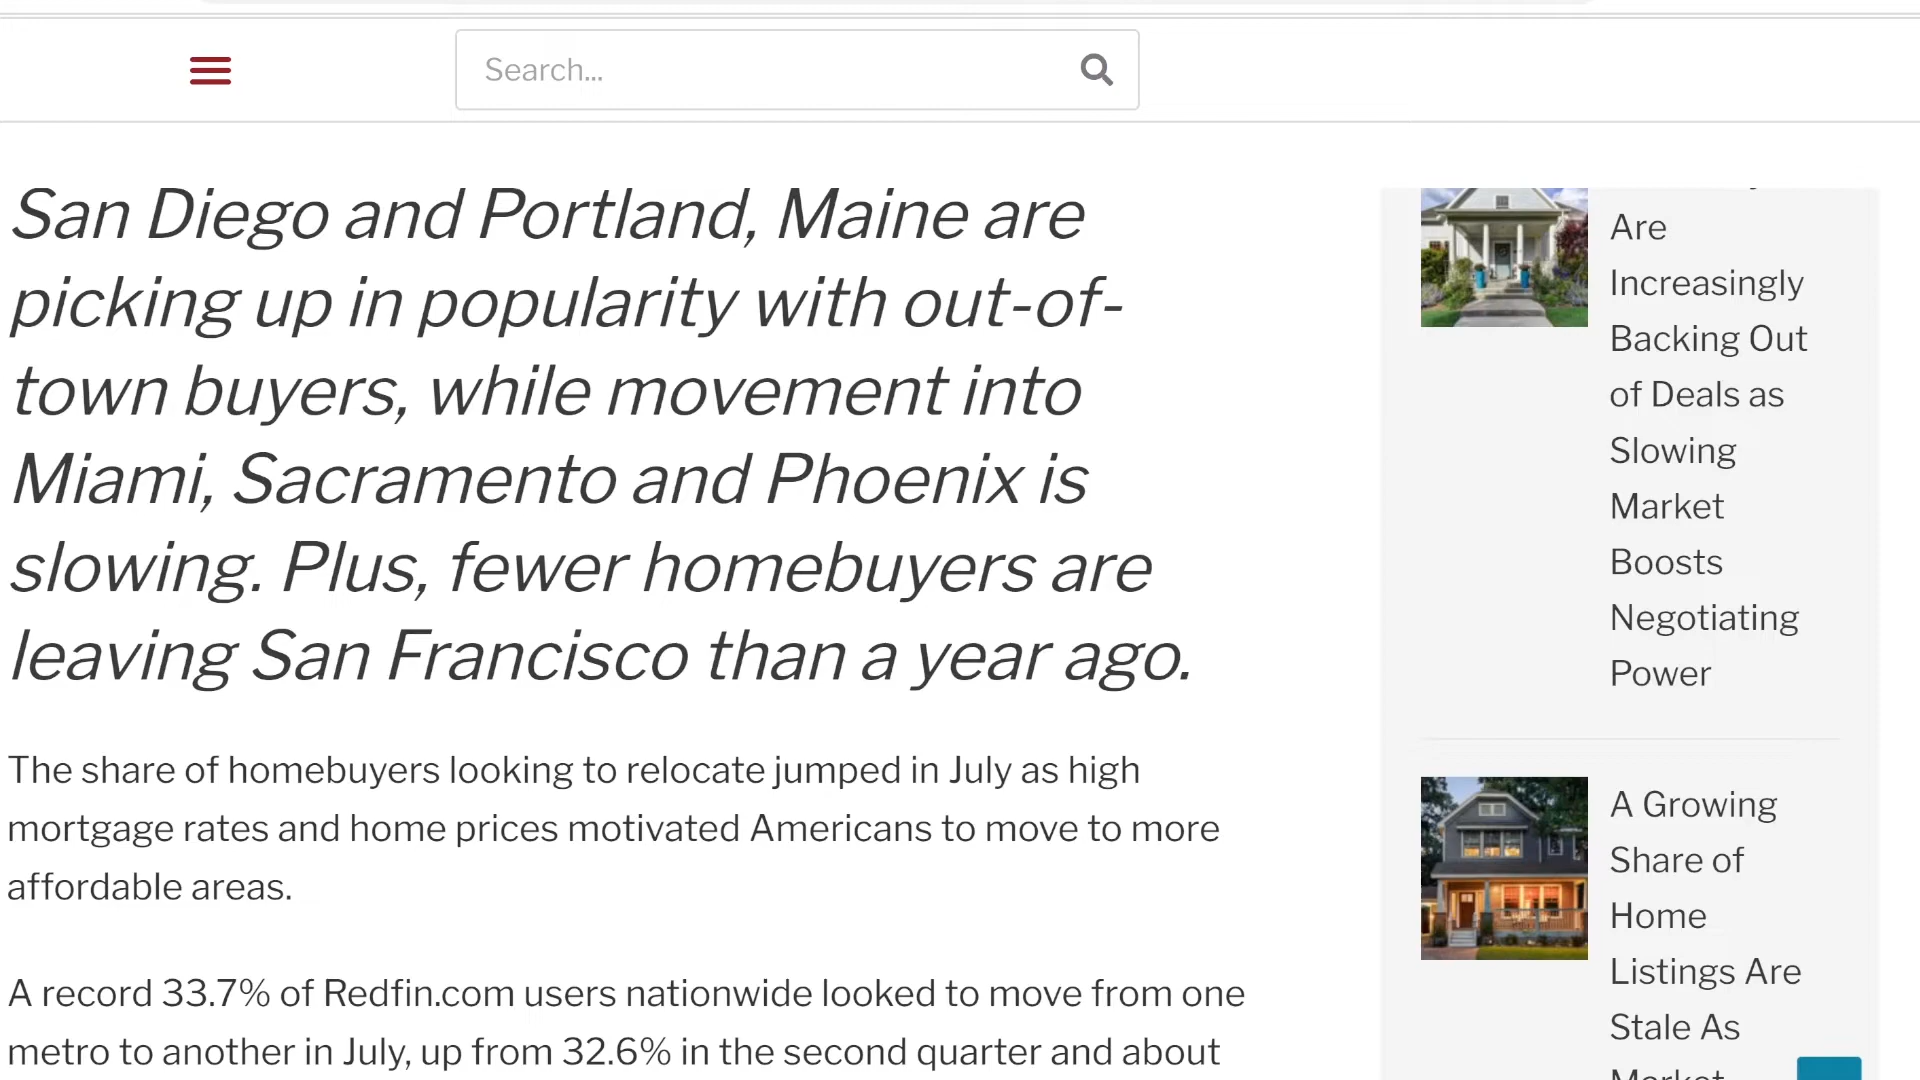 Search...
San Diego and Portland, Maine are
picking up in popularity with out-of-
town buyers, while movement into
Miami, Sacramento and Phoenix is
slowing. Plus, fewer homebuyers are
leaving San Francisco than a year ago.
The share of homebuyers looking to relocate jumped in July as high
mortgage rates and home prices motivated Americans to move to more
affordable areas.
A record 33.7% of Redfin.com users nationwide looked to move from one
metro to another in July, up from 32.6% in the second quarter and about
Are
Increasingly
Backing Out
of Deals as
Slowing
Market
Boosts
Negotiating
Power
A Growing
Share of
Home
Listings Are
Stale As
Market